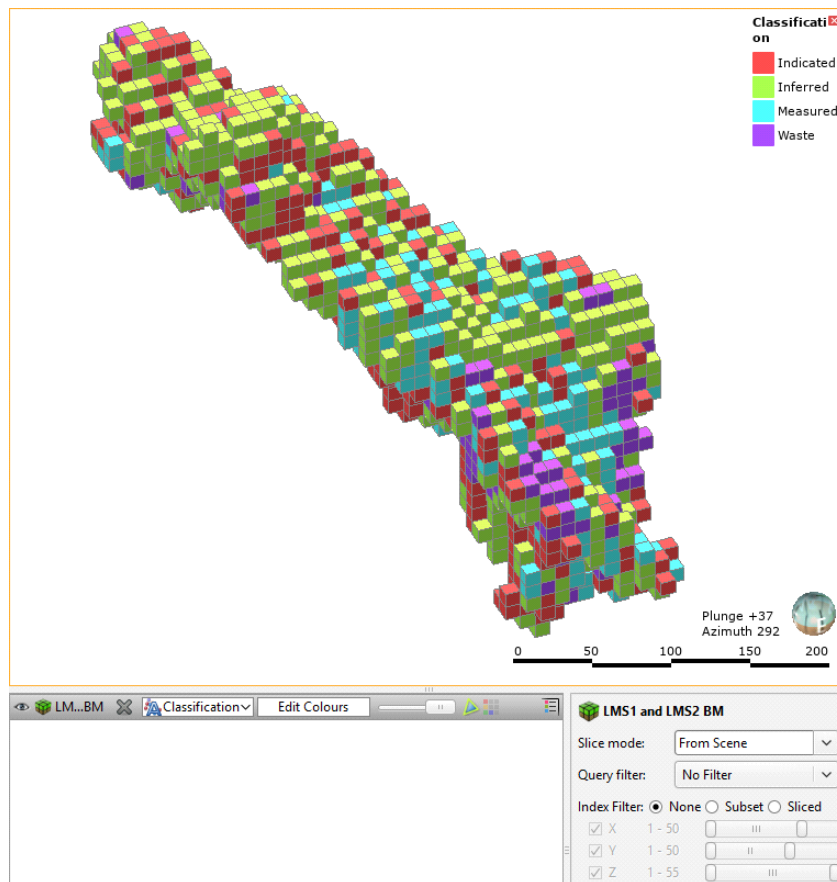 Classificati
on
Indicated
Inferred
Measured
Waste
Plunge +37
Azimuth 292
E
0 50 100 150 200
LM...BM Classification Edit Colours
LMS1 and LMS2 BM
Slice mode: From Scene
Query filter: No Filter
Index Filter: None Subset Sliced
X 1 - 50
Y 1 - 50
Z 1 - 55